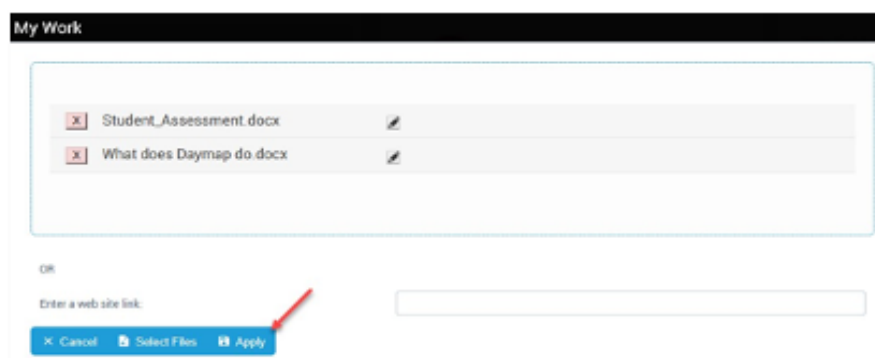 My Work
X Student_Assessment.docx
X What does Daymap do.docx
OR
Enter a web site link:
× Cancel Select Files Apply